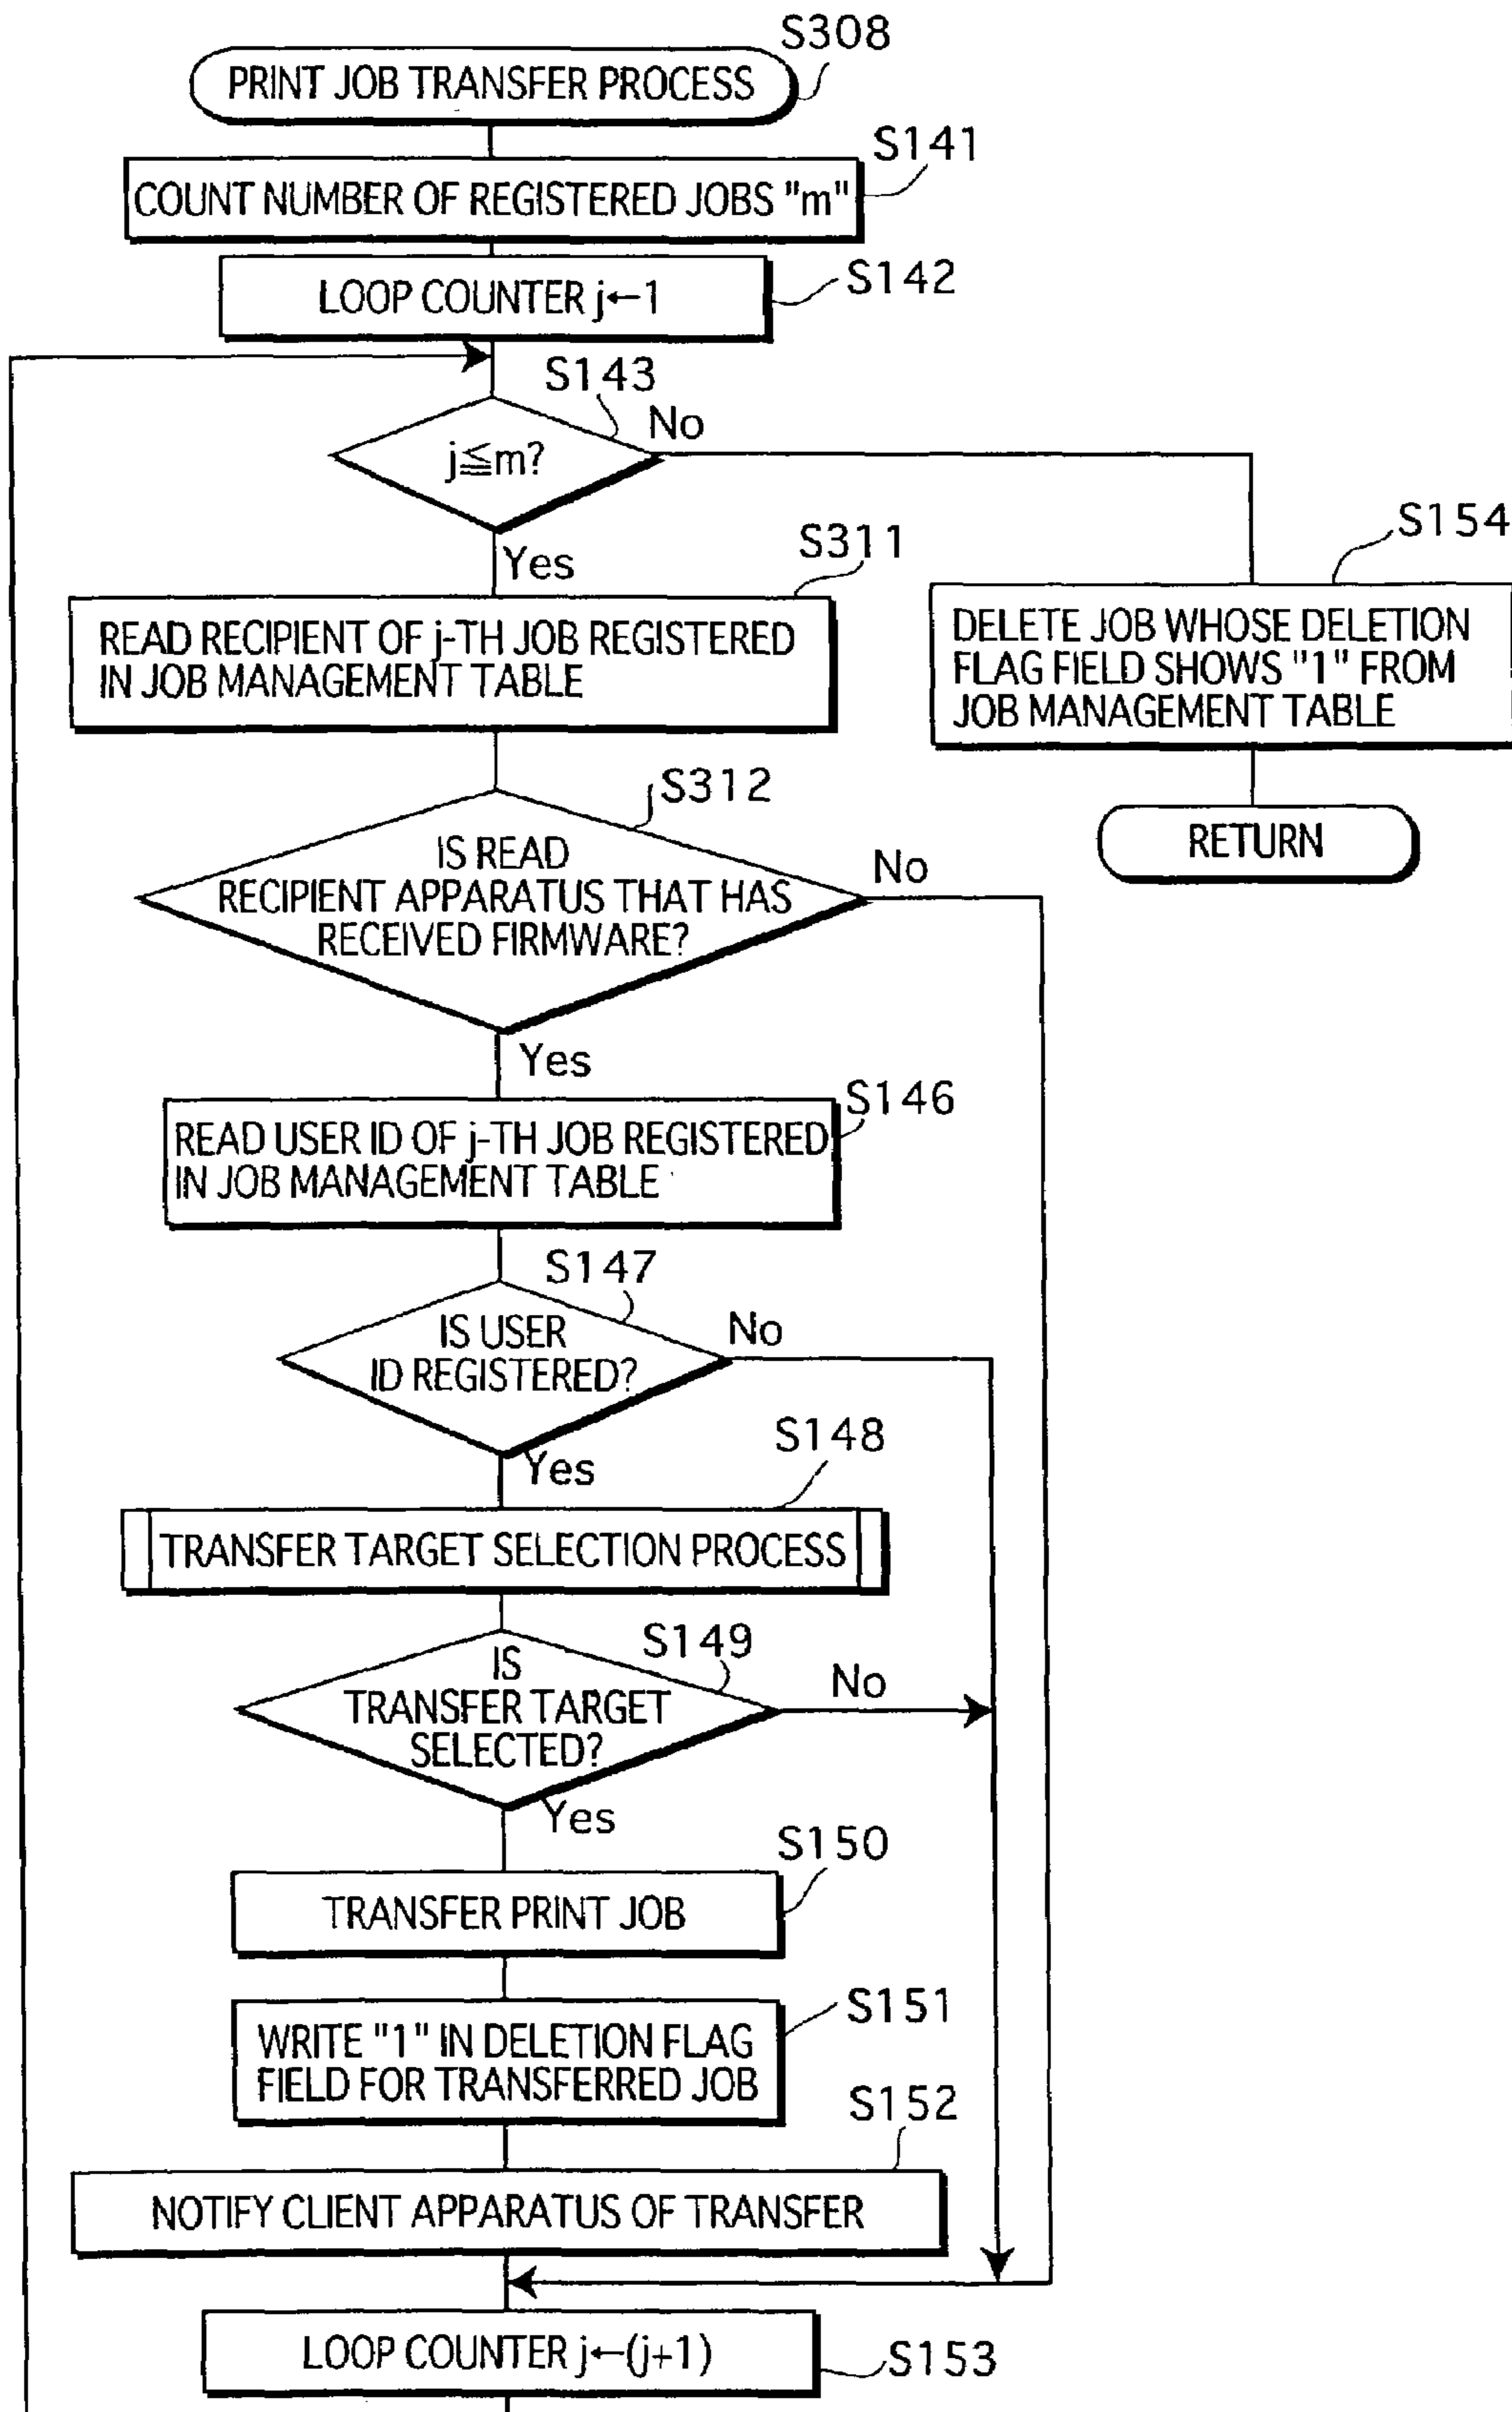 S308
PRINT JOB TRANSFER PROCESS
S141
COUNT NUMBER OF REGISTERED JOBS "m"
S142
LOOP COUNTER j←1
S143
No
j≦m?
Yes
S311
READ RECIPIENT OF j-TH JOB REGISTERED
IN JOB MANAGEMENT TABLE
S154
DELETE JOB WHOSE DELETION
FLAG FIELD SHOWS "1" FROM
JOB MANAGEMENT TABLE
RETURN
S312
IS READ
RECIPIENT APPARATUS THAT HAS
RECEIVED FIRMWARE?
No
Yes
S146
READ USER ID OF j-TH JOB REGISTERED
IN JOB MANAGEMENT TABLE
S147
IS USER
ID REGISTERED?
No
Yes
S148
TRANSFER TARGET SELECTION PROCESS
S149
IS
TRANSFER TARGET
SELECTED?
No
Yes
S150
TRANSFER PRINT JOB
S151
WRITE "1" IN DELETION FLAG
FIELD FOR TRANSFERRED JOB
S152
NOTIFY CLIENT APPARATUS OF TRANSFER
LOOP COUNTER j←(j+1)
S153